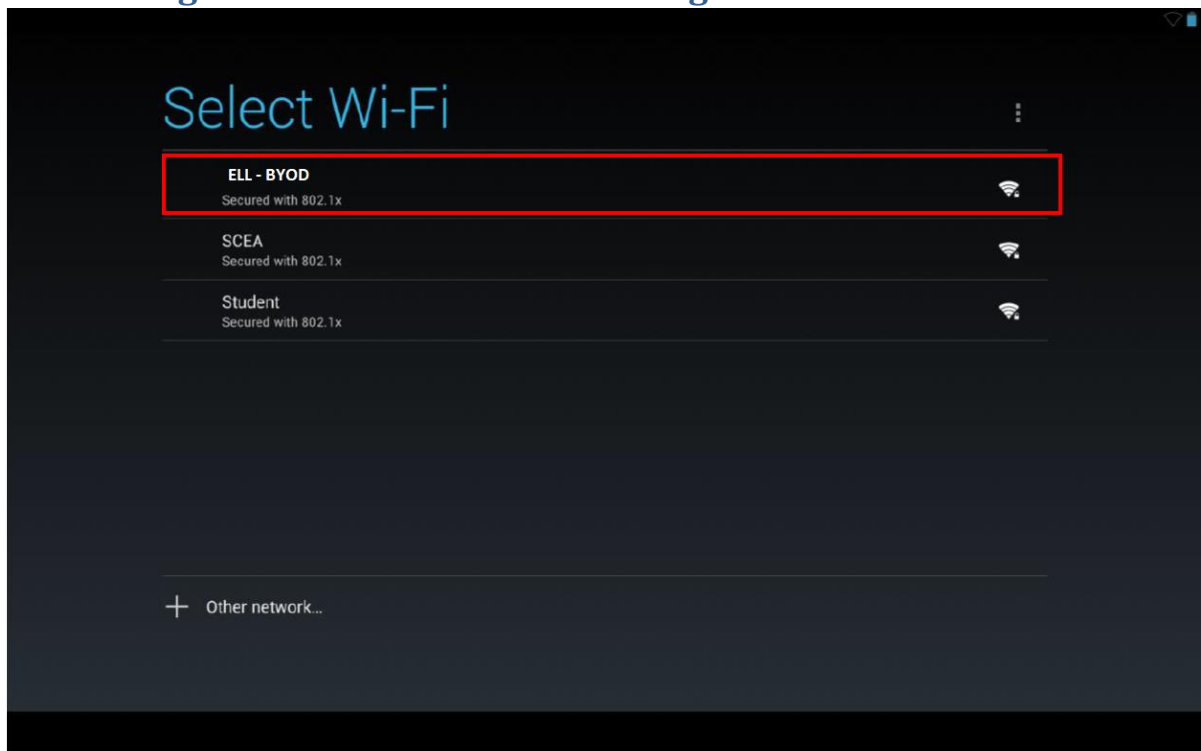 Select Wi-Fi
ELL - BYOD
Secured with 802.1x
SCEA
Secured with 802.1x
Student
Secured with 802.1x
Other network...